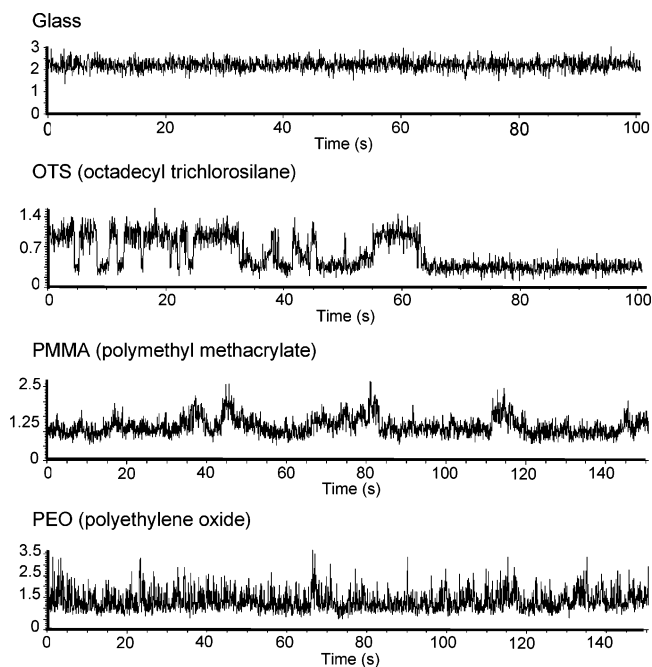 Glass
3
2
1
0
0 20 40 60 80 100
Time (s)
OTS (octadecyl trichlorosilane)
1.4
0.7
0
0 20 40 60 80 100
Time (s)
PMMA (polymethyl methacrylate)
2.5
1.25
0
0 20 40 60 80 100 120 140
Time (s)
PEO (polyethylene oxide)
3.5
2.5
1.5
0
0 20 40 60 80 100 120 140
Time (s)